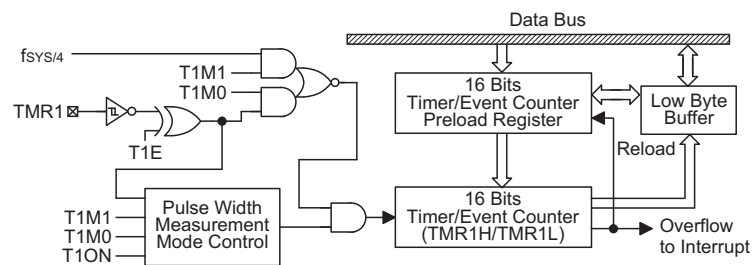 Data Bus
fSYS/4
T1M1
T1M0
TMR1
T1E
16 Bits
Timer/Event Counter
Preload Register
Low Byte
Buffer
Reload
T1M1
T1M0
T1ON
Pulse Width
Measurement
Mode Control
16 Bits
Timer/Event Counter
(TMR1H/TMR1L)
Overflow
to Interrupt